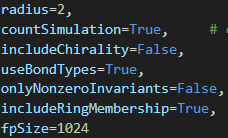 radius=2,
countSimulation=True, #
includeChirality=False,
useBondTypes=True,
onlyNonzeroInvariants=False,
includeRingMembership=True,
fpSize=1024